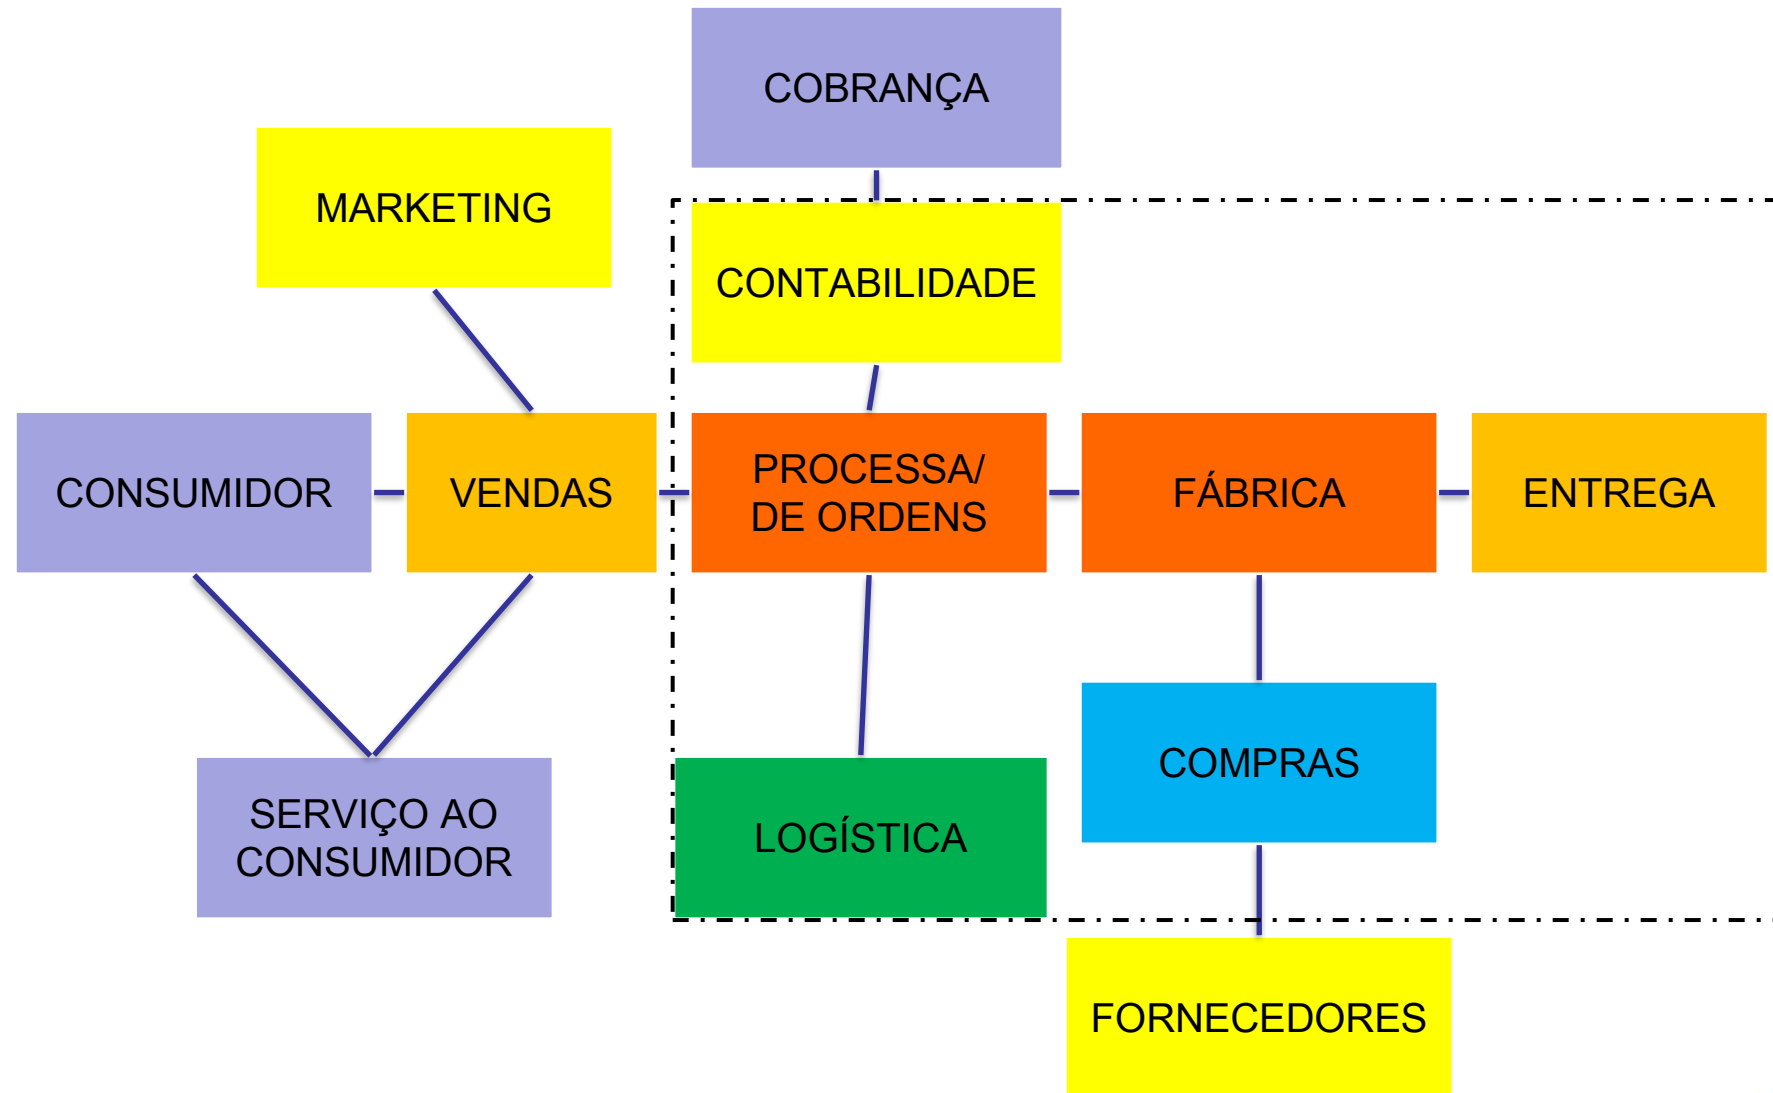 COBRANÇA
MARKETING
CONTABILIDADE
CONSUMIDOR
VENDAS
PROCESSA/
DE ORDENS
FÁBRICA
ENTREGA
COMPRAS
SERVIÇO AO
CONSUMIDOR
LOGÍSTICA
FORNECEDORES